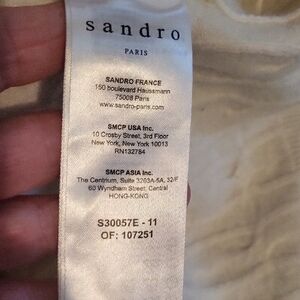 sandro
PARIS
SANDRO FRANCE
150 boulevard Haussmann
75008 Paris
www.sandro-paris.com
SMCP USA Inc.
10 Crosby Street, 3rd Floor
New York, New York 10013
RN132784
SMCP ASIA Inc.
The Centrium, Suite 3263A-5A, 32/F
60 Wyndham Street, Central
HONG-KONG
S30057E - 11
OF: 107251